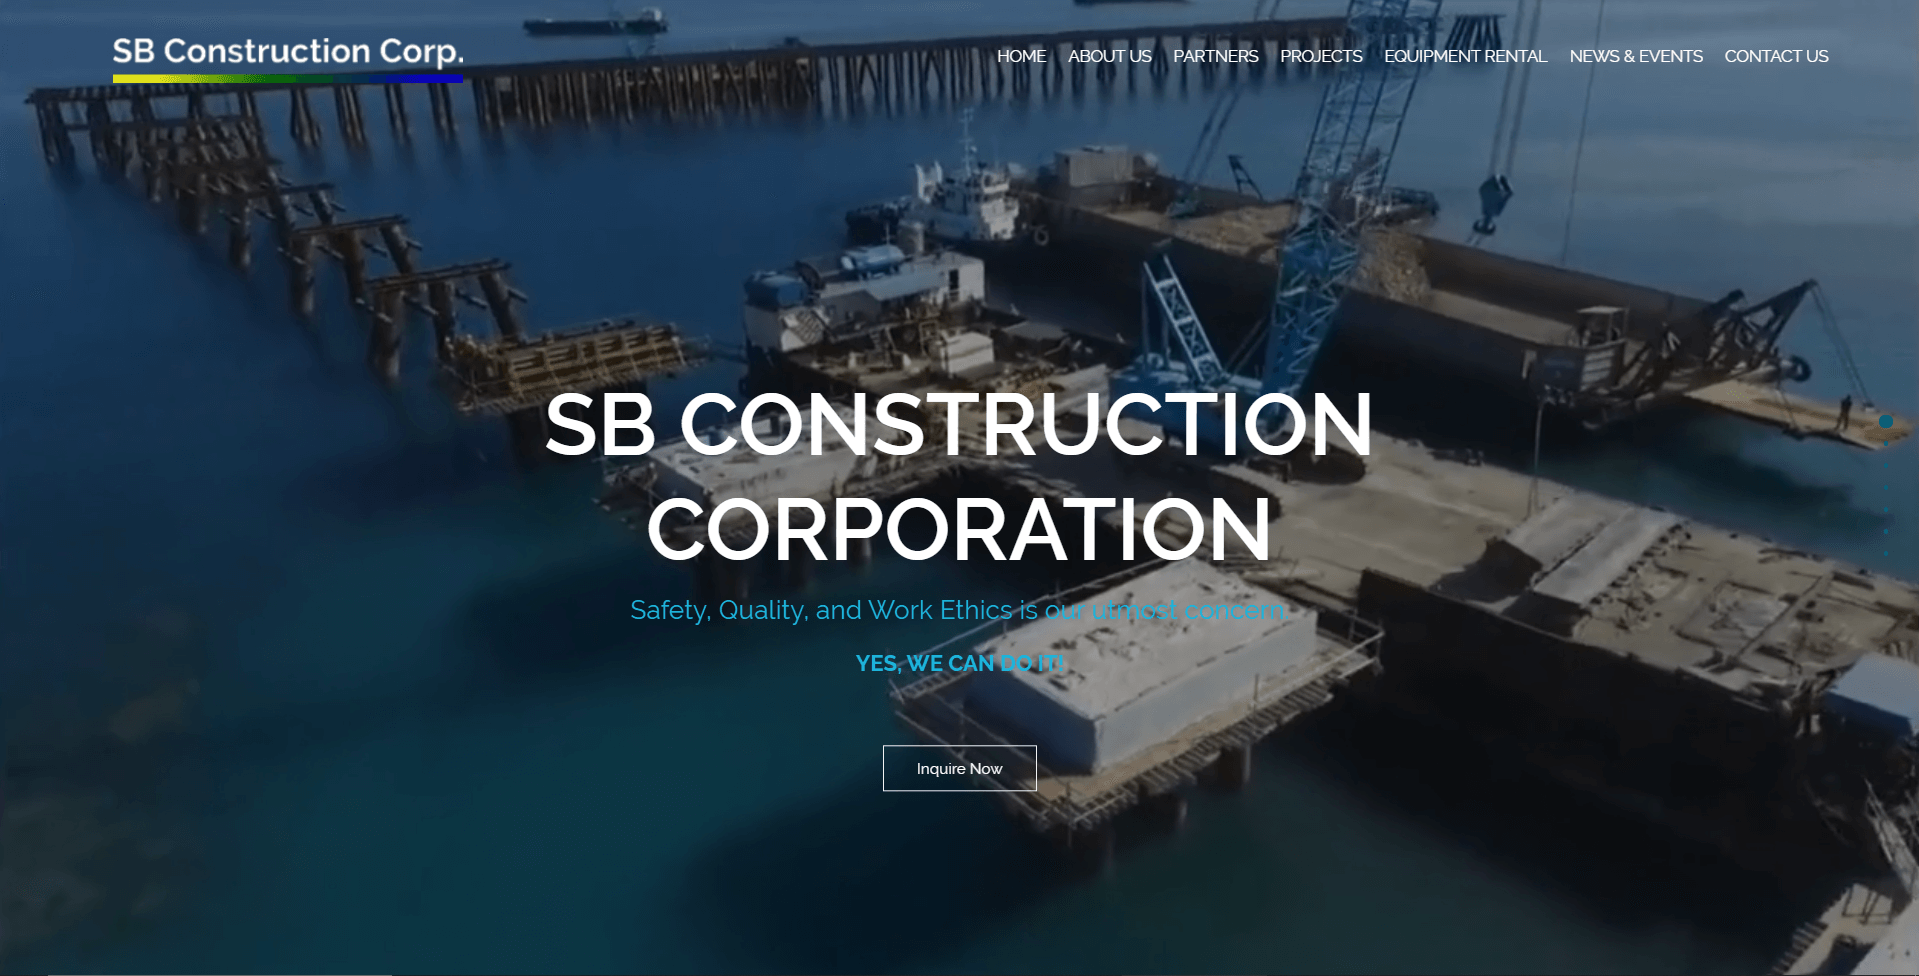 SB Construction Corp.
HOME ABOUT US PARTNERS PROJECTS EQUIPMENT RENTAL NEWS & EVENTS CONTACT US
SB CONSTRUCTION
CORPORATION
Safety, Quality, and Work Ethics is our utmost concern.
YES, WE CAN DO IT!
Inquire Now